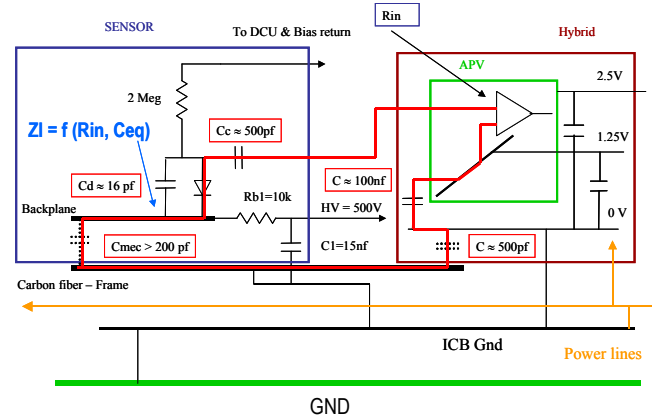 SENSOR
To DCU & Bias return
Rin
Hybrid
APV
2.5V
2 Meg
ZI = f (Rin, Ceq)
Cc ≈ 500pf
1.25V
Cd ≈ 16 pf
C ≈ 100nf
Rb1=10k
Backplane
HV = 500V
0 V
Cmec > 200 pf
C1=15nf
C ≈ 500pf
Carbon fiber – Frame
ICB Gnd
Power lines
GND